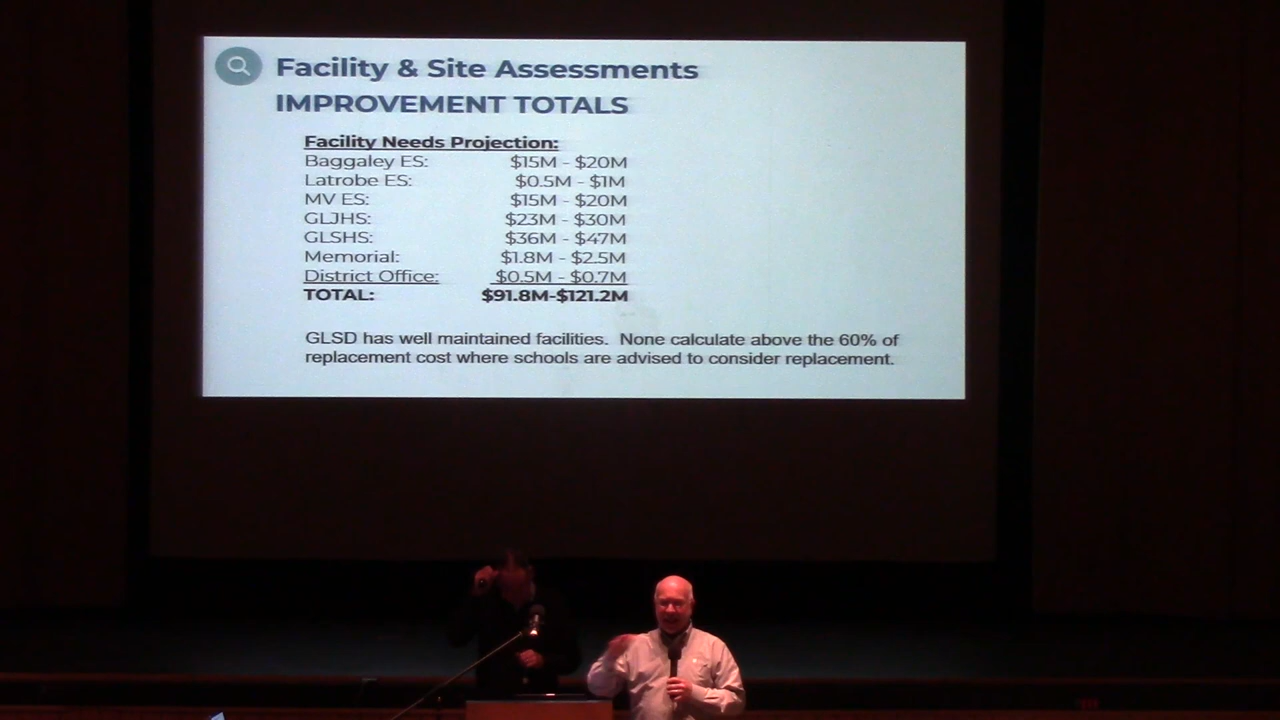 Facility & Site Assessments
IMPROVEMENT TOTALS
Facility Needs Projection:
Baggaley ES: $15M - $20M
Latrobe ES: $0.5M - $1M
MV ES: $15M - $20M
GLJHS: $23M - $30M
GLSHS: $36M - $47M
Memorial: $1.8M - $2.5M
District Office: $0.5M - $0.7M
TOTAL: $91.8M-$121.2M
GLSD has well maintained facilities. None calculate above the 60% of
replacement cost where schools are advised to consider replacement.